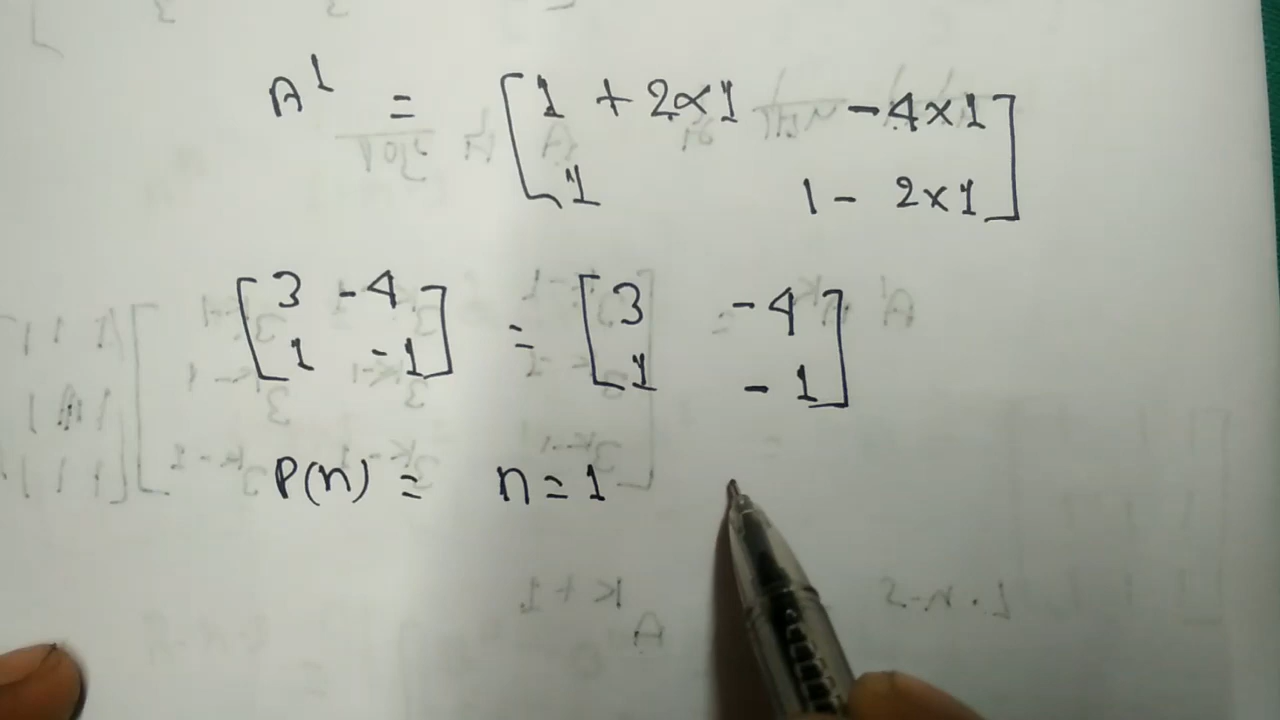 A¹ = [1 + 2×1 - 4×1]
[1 1 - 2×1]
[3 -4] = [3 -4]
[1 -1] [1 -1]
P(n) = n = 1